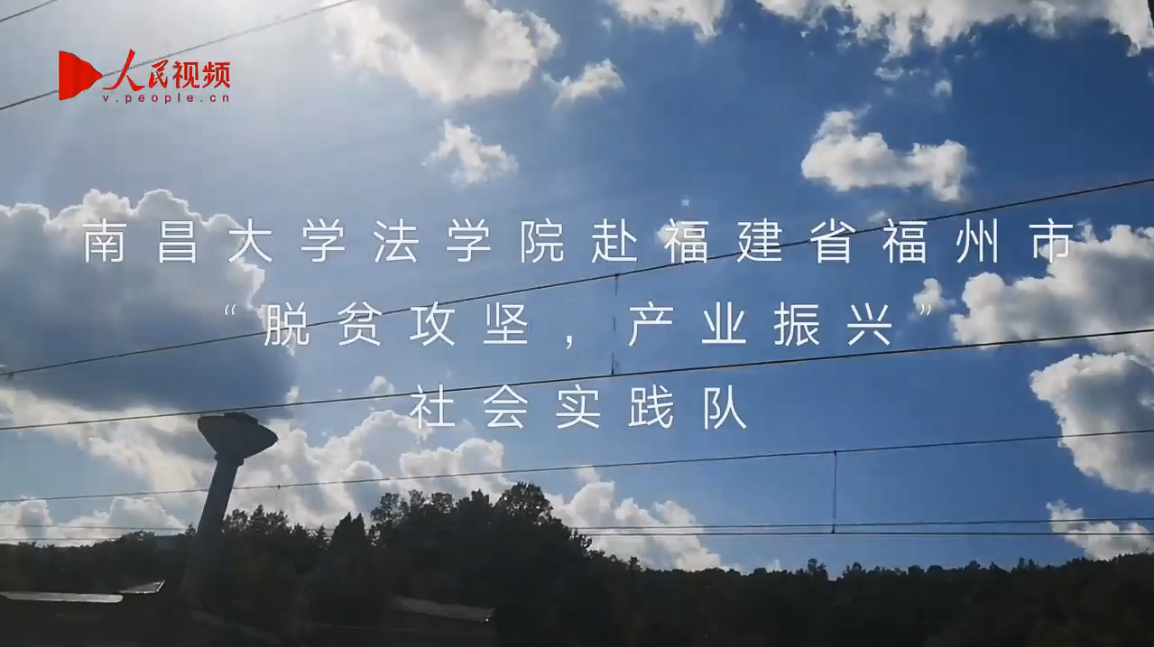 人民视频
v.people.cn
南昌大学法学院赴福建省福州市
“脱贫攻坚，产业振兴”
社会实践队